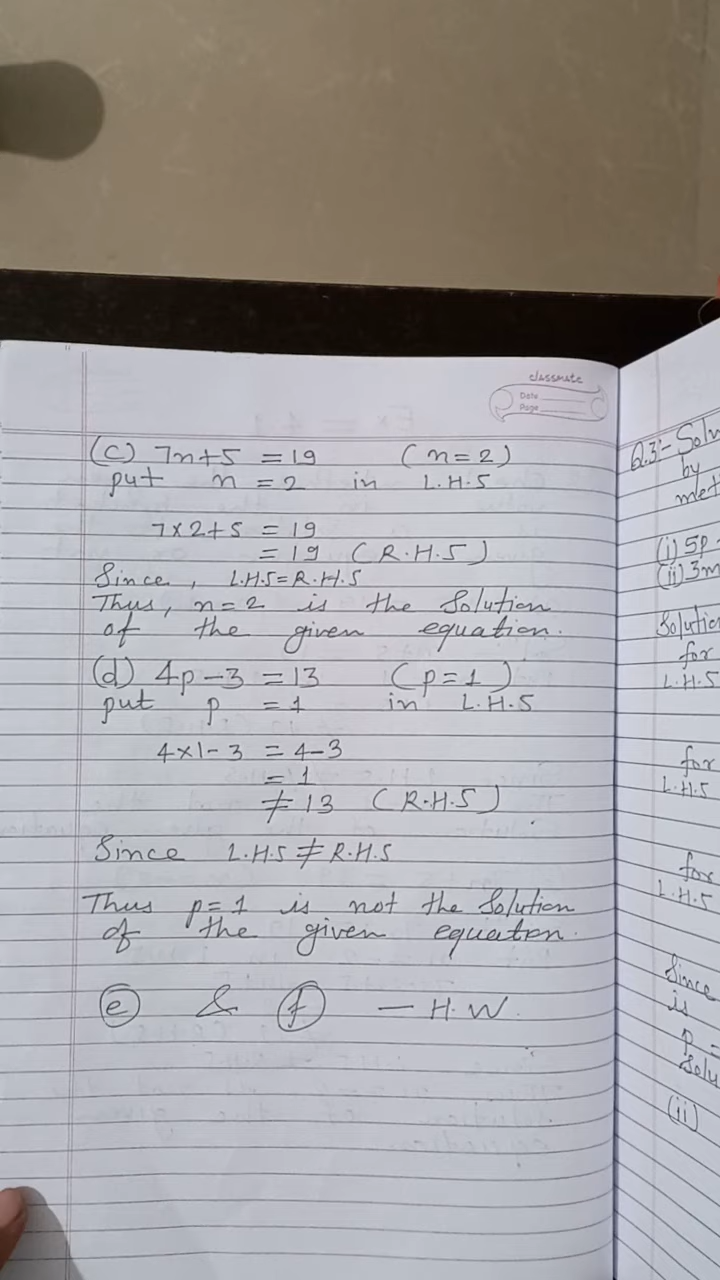 classmate
Date
Page
(c) 7n+5 = 19 (n=2)
put n = 2 in L.H.S
7×2+5 = 19
= 19 (R.H.S)
Since, L.H.S=R.H.S
Thus, n=2 is the Solution
of the given equation.
(d) 4p-3 = 13 (p=1)
put p = 1 in L.H.S
4×1-3 = 4-3
= 1
≠ 13 (R.H.S)
Since L.H.S ≠ R.H.S
Thus p=1 is not the Solution
of the given equaton.
(e) & (f) - H.W.
Q.3:- Solv
by
met
(i) 5p
(ii) 3m
Solution
for
L.H.S
for
L.H.S
for
L.H.S
Since
is
p =
Solu
(ii)